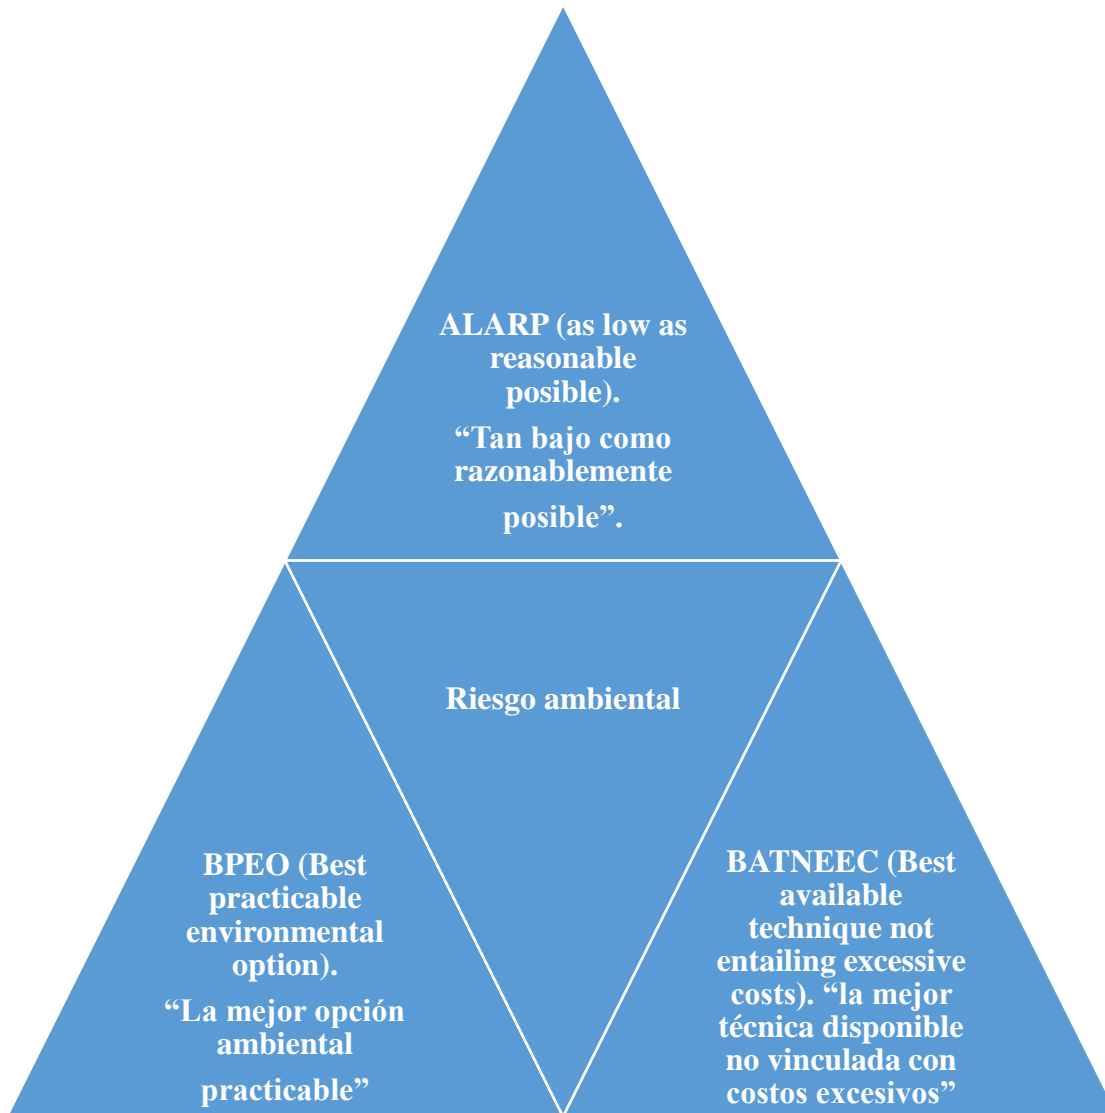 ALARP (as low as
reasonable
posible).
“Tan bajo como
razonablemente
posible”.
Riesgo ambiental
BPEO (Best
practicable
environmental
option).
“La mejor opción
ambiental
practicable”
BATNEEC (Best
available
technique not
entailing excessive
costs). “la mejor
técnica disponible
no vinculada con
costos excesivos”